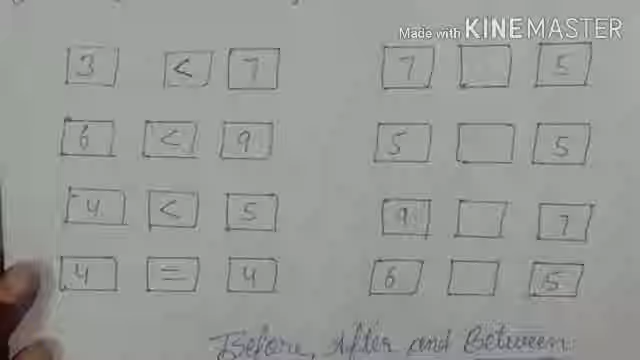 Made with KINEMASTER
3 < 7 7 5
6 < 9 5 5
4 < 5 9 7
4 = 4 6 5
Before, After and Between